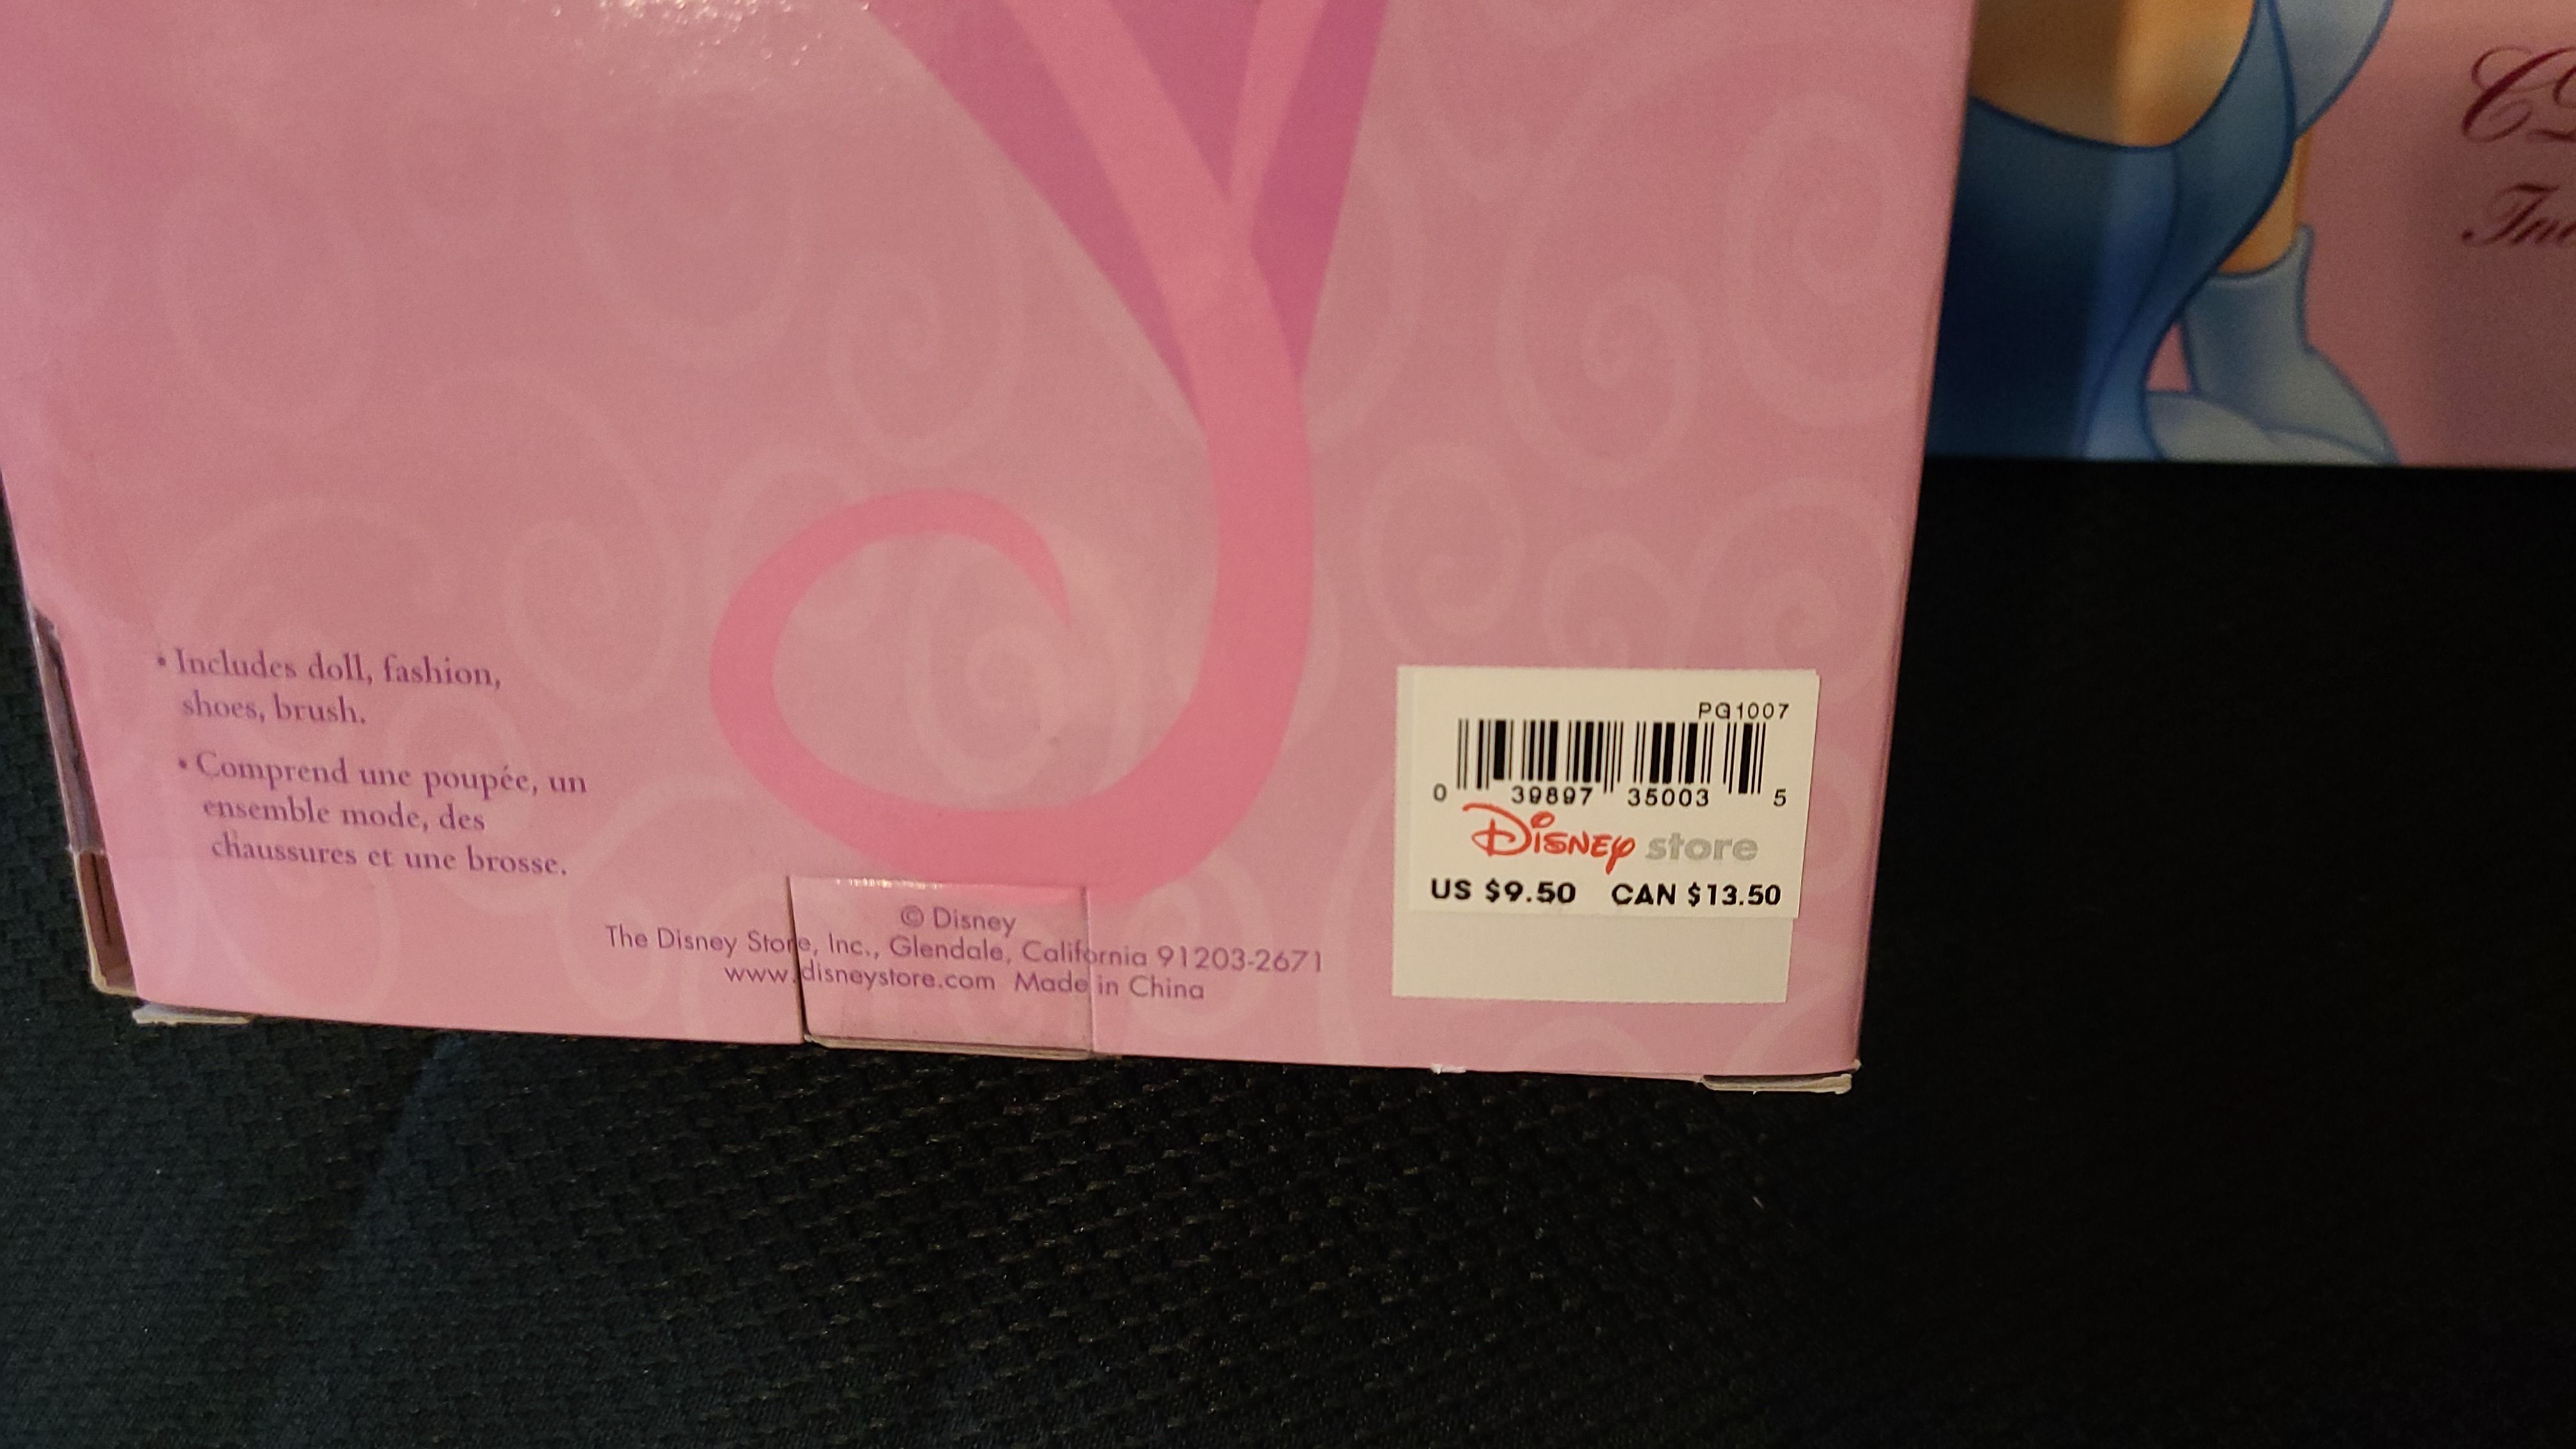 • Includes doll, fashion,
shoes, brush.
• Comprend une poupée, un
ensemble mode, des
chaussures et une brosse.
© Disney
The Disney Store, Inc., Glendale, California 91203-2671
www.disneystore.com Made in China
PG1007
0 39897 35003 5
Disney store
US $9.50 CAN $13.50